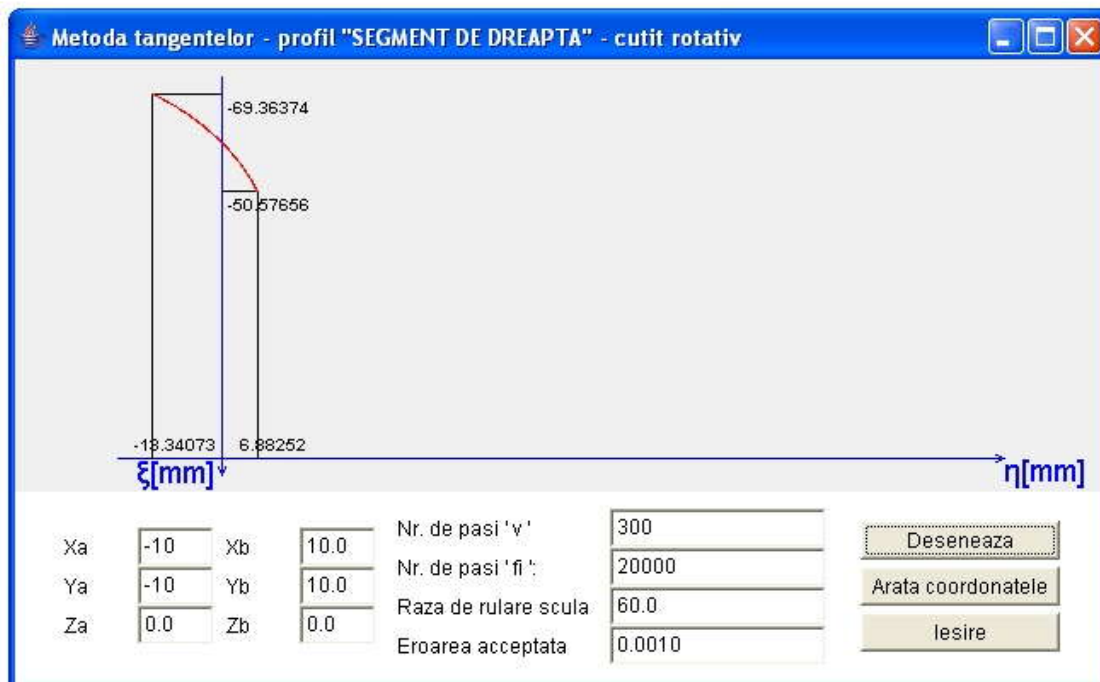 Metoda tangentelor - profil "SEGMENT DE DREAPTA" - cutit rotativ
-69.36374
-50.57656
-13.34073 6.88252
ξ[mm] η[mm]
Xa -10 Xb 10.0
Ya -10 Yb 10.0
Za 0.0 Zb 0.0
Nr. de pasi 'v' 300
Nr. de pasi 'fi': 20000
Raza de rulare scula 60.0
Eroarea acceptata 0.0010
Deseneaza
Arata coordonatele
Iesire